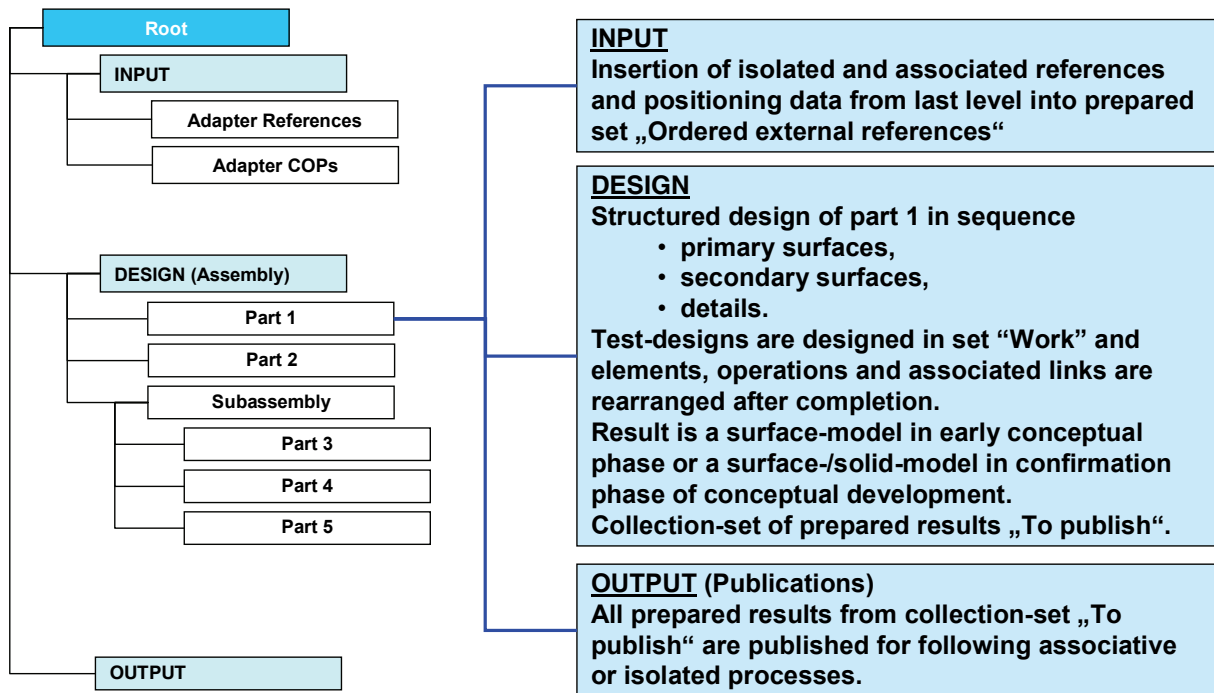 Root
INPUT
Adapter References
Adapter COPs
DESIGN (Assembly)
Part 1
Part 2
Subassembly
Part 3
Part 4
Part 5
OUTPUT
INPUT
Insertion of isolated and associated references
and positioning data from last level into prepared
set „Ordered external references“
DESIGN
Structured design of part 1 in sequence
• primary surfaces,
• secondary surfaces,
• details.
Test-designs are designed in set “Work” and
elements, operations and associated links are
rearranged after completion.
Result is a surface-model in early conceptual
phase or a surface-/solid-model in confirmation
phase of conceptual development.
Collection-set of prepared results „To publish“.
OUTPUT (Publications)
All prepared results from collection-set „To
publish“ are published for following associative
or isolated processes.